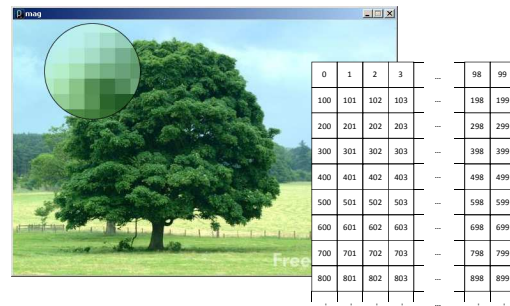 mag
Free
0 1 2 3 ... 98 99
100 101 102 103 198 199
200 201 202 203 ... 298 299
300 301 302 303 ... 398 399
400 401 402 403 ... 498 499
500 501 502 503 ... 598 599
600 601 602 603 ... 698 699
700 701 702 703 ... 798 799
800 801 802 803 ... 898 899
...